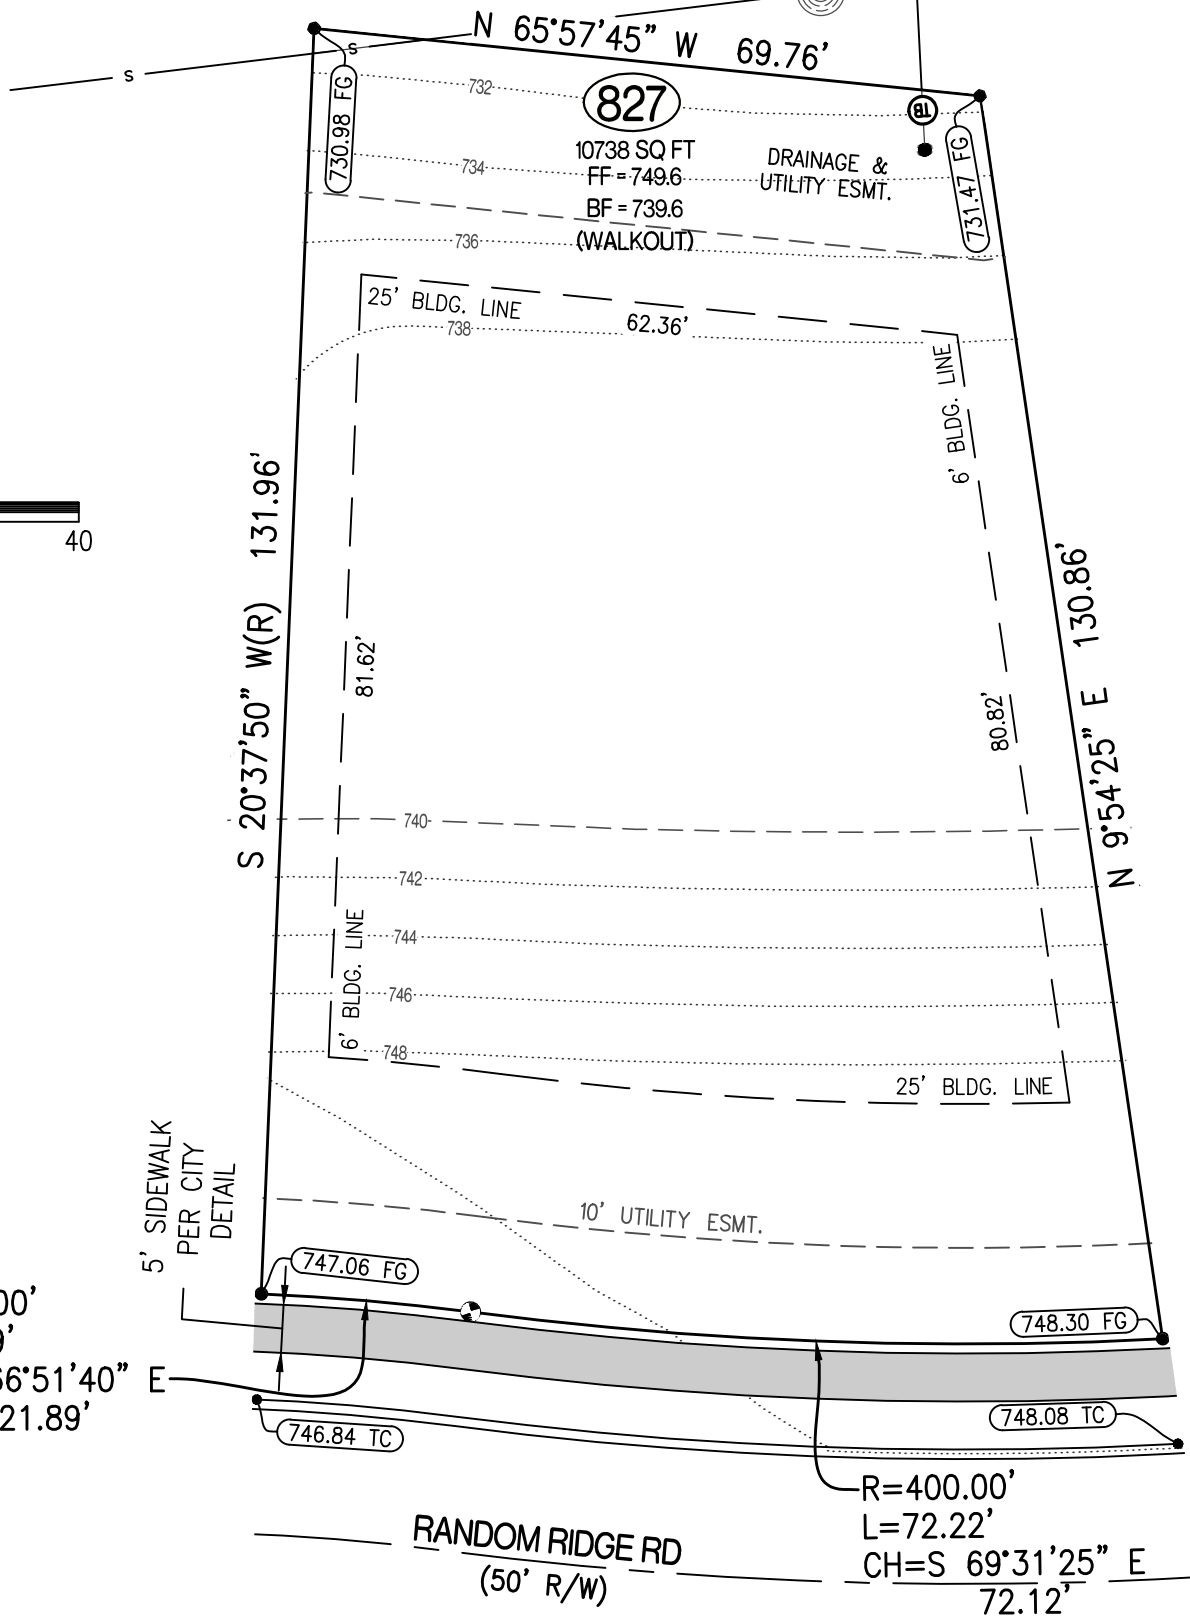 N 65°57'45" W 69.76'
s
s
827
10738 SQ FT
FF = 749.6
BF = 739.6
(WALKOUT)
732
734
736
738
730.98 FG
TB
731.47 FG
DRAINAGE &
UTILITY ESMT.
25' BLDG. LINE
62.36'
6' BLDG. LINE
S 20°37'50" W(R) 131.96'
40
81.62'
80.82'
N 9°54'25" E 130.86'
740
742
744
746
748
6' BLDG. LINE
25' BLDG. LINE
5' SIDEWALK
PER CITY
DETAIL
10' UTILITY ESMT.
747.06 FG
748.30 FG
00'
9'
66°51'40" E
21.89'
746.84 TC
748.08 TC
R=400.00'
L=72.22'
CH=S 69°31'25" E
72.12'
RANDOM RIDGE RD
(50' R/W)